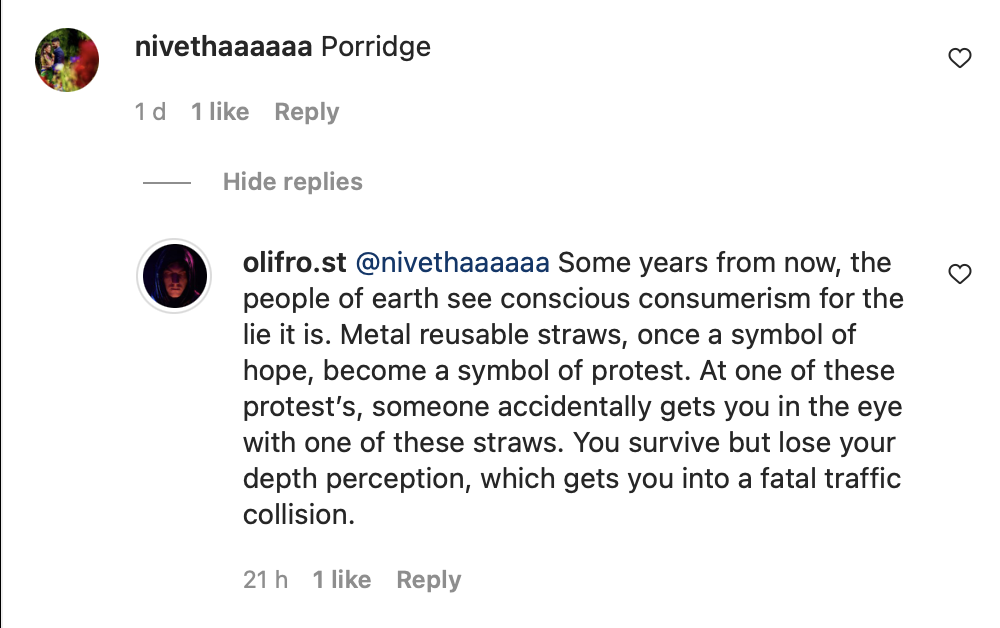 nivethaaaaaa Porridge
1 d 1 like Reply
Hide replies
olifro.st @nivethaaaaaa Some years from now, the
people of earth see conscious consumerism for the
lie it is. Metal reusable straws, once a symbol of
hope, become a symbol of protest. At one of these
protest’s, someone accidentally gets you in the eye
with one of these straws. You survive but lose your
depth perception, which gets you into a fatal traffic
collision.
21 h 1 like Reply